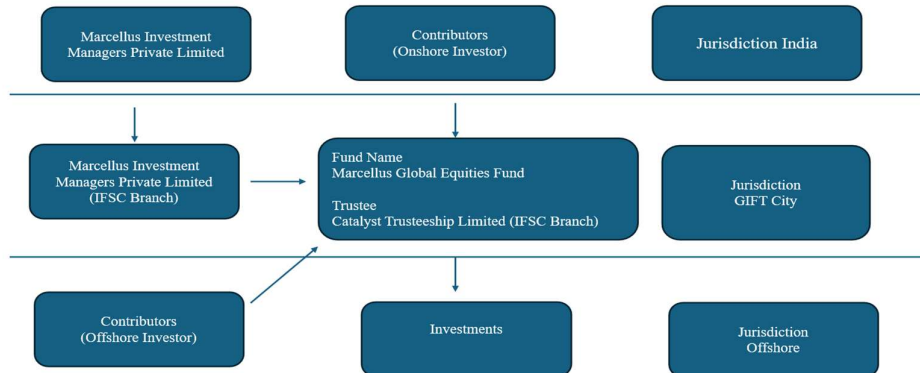 Marcellus Investment
Managers Private Limited
Contributors
(Onshore Investor)
Jurisdiction India
Marcellus Investment
Managers Private Limited
(IFSC Branch)
Fund Name
Marcellus Global Equities Fund
Trustee
Catalyst Trusteeship Limited (IFSC Branch)
Jurisdiction
GIFT City
Contributors
(Offshore Investor)
Investments
Jurisdiction
Offshore